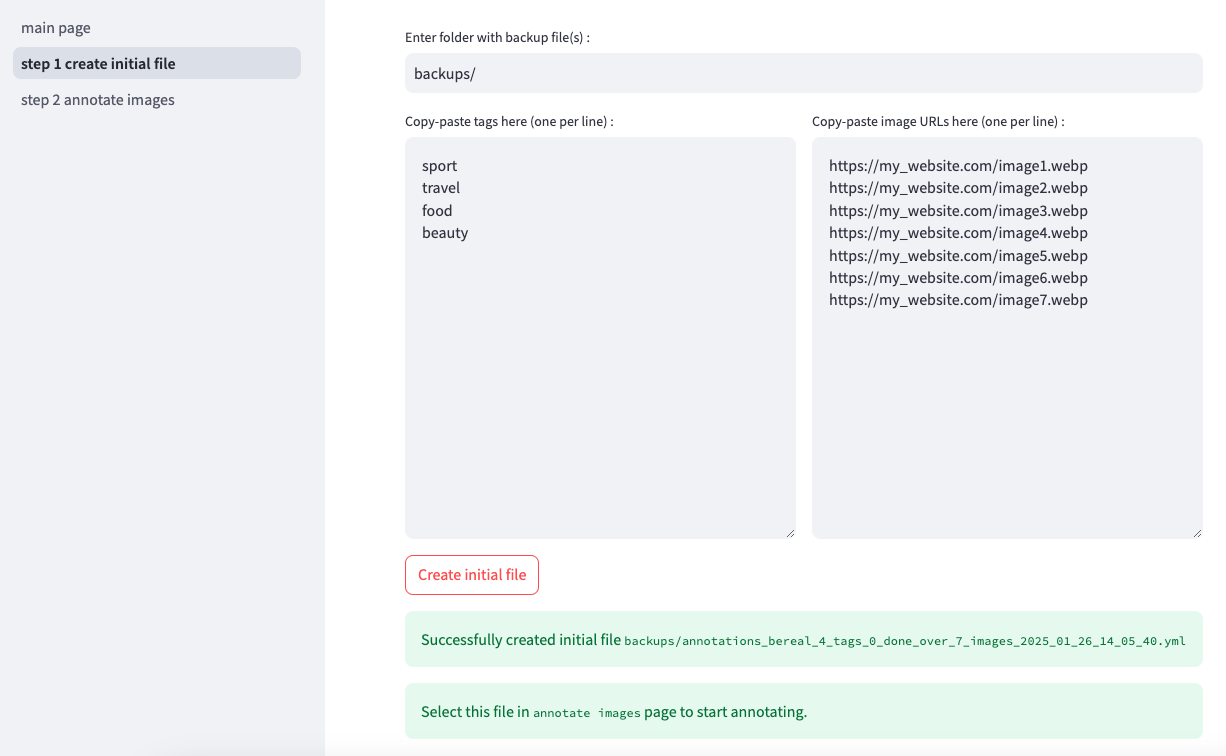 main page
step 1 create initial file
step 2 annotate images
Enter folder with backup file(s) :
backups/
Copy-paste tags here (one per line) :
sport
travel
food
beauty
Copy-paste image URLs here (one per line) :
https://my_website.com/image1.webp
https://my_website.com/image2.webp
https://my_website.com/image3.webp
https://my_website.com/image4.webp
https://my_website.com/image5.webp
https://my_website.com/image6.webp
https://my_website.com/image7.webp
Create initial file
Successfully created initial file backups/annotations_bereal_4_tags_0_done_over_7_images_2025_01_26_14_05_40.yml
Select this file in annotate images page to start annotating.